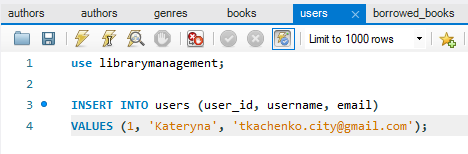 authors authors genres books users borrowed_books
Limit to 1000 rows
1 use librarymanagement;
2
3 INSERT INTO users (user_id, username, email)
4 VALUES (1, 'Kateryna', 'tkachenko.city@gmail.com');